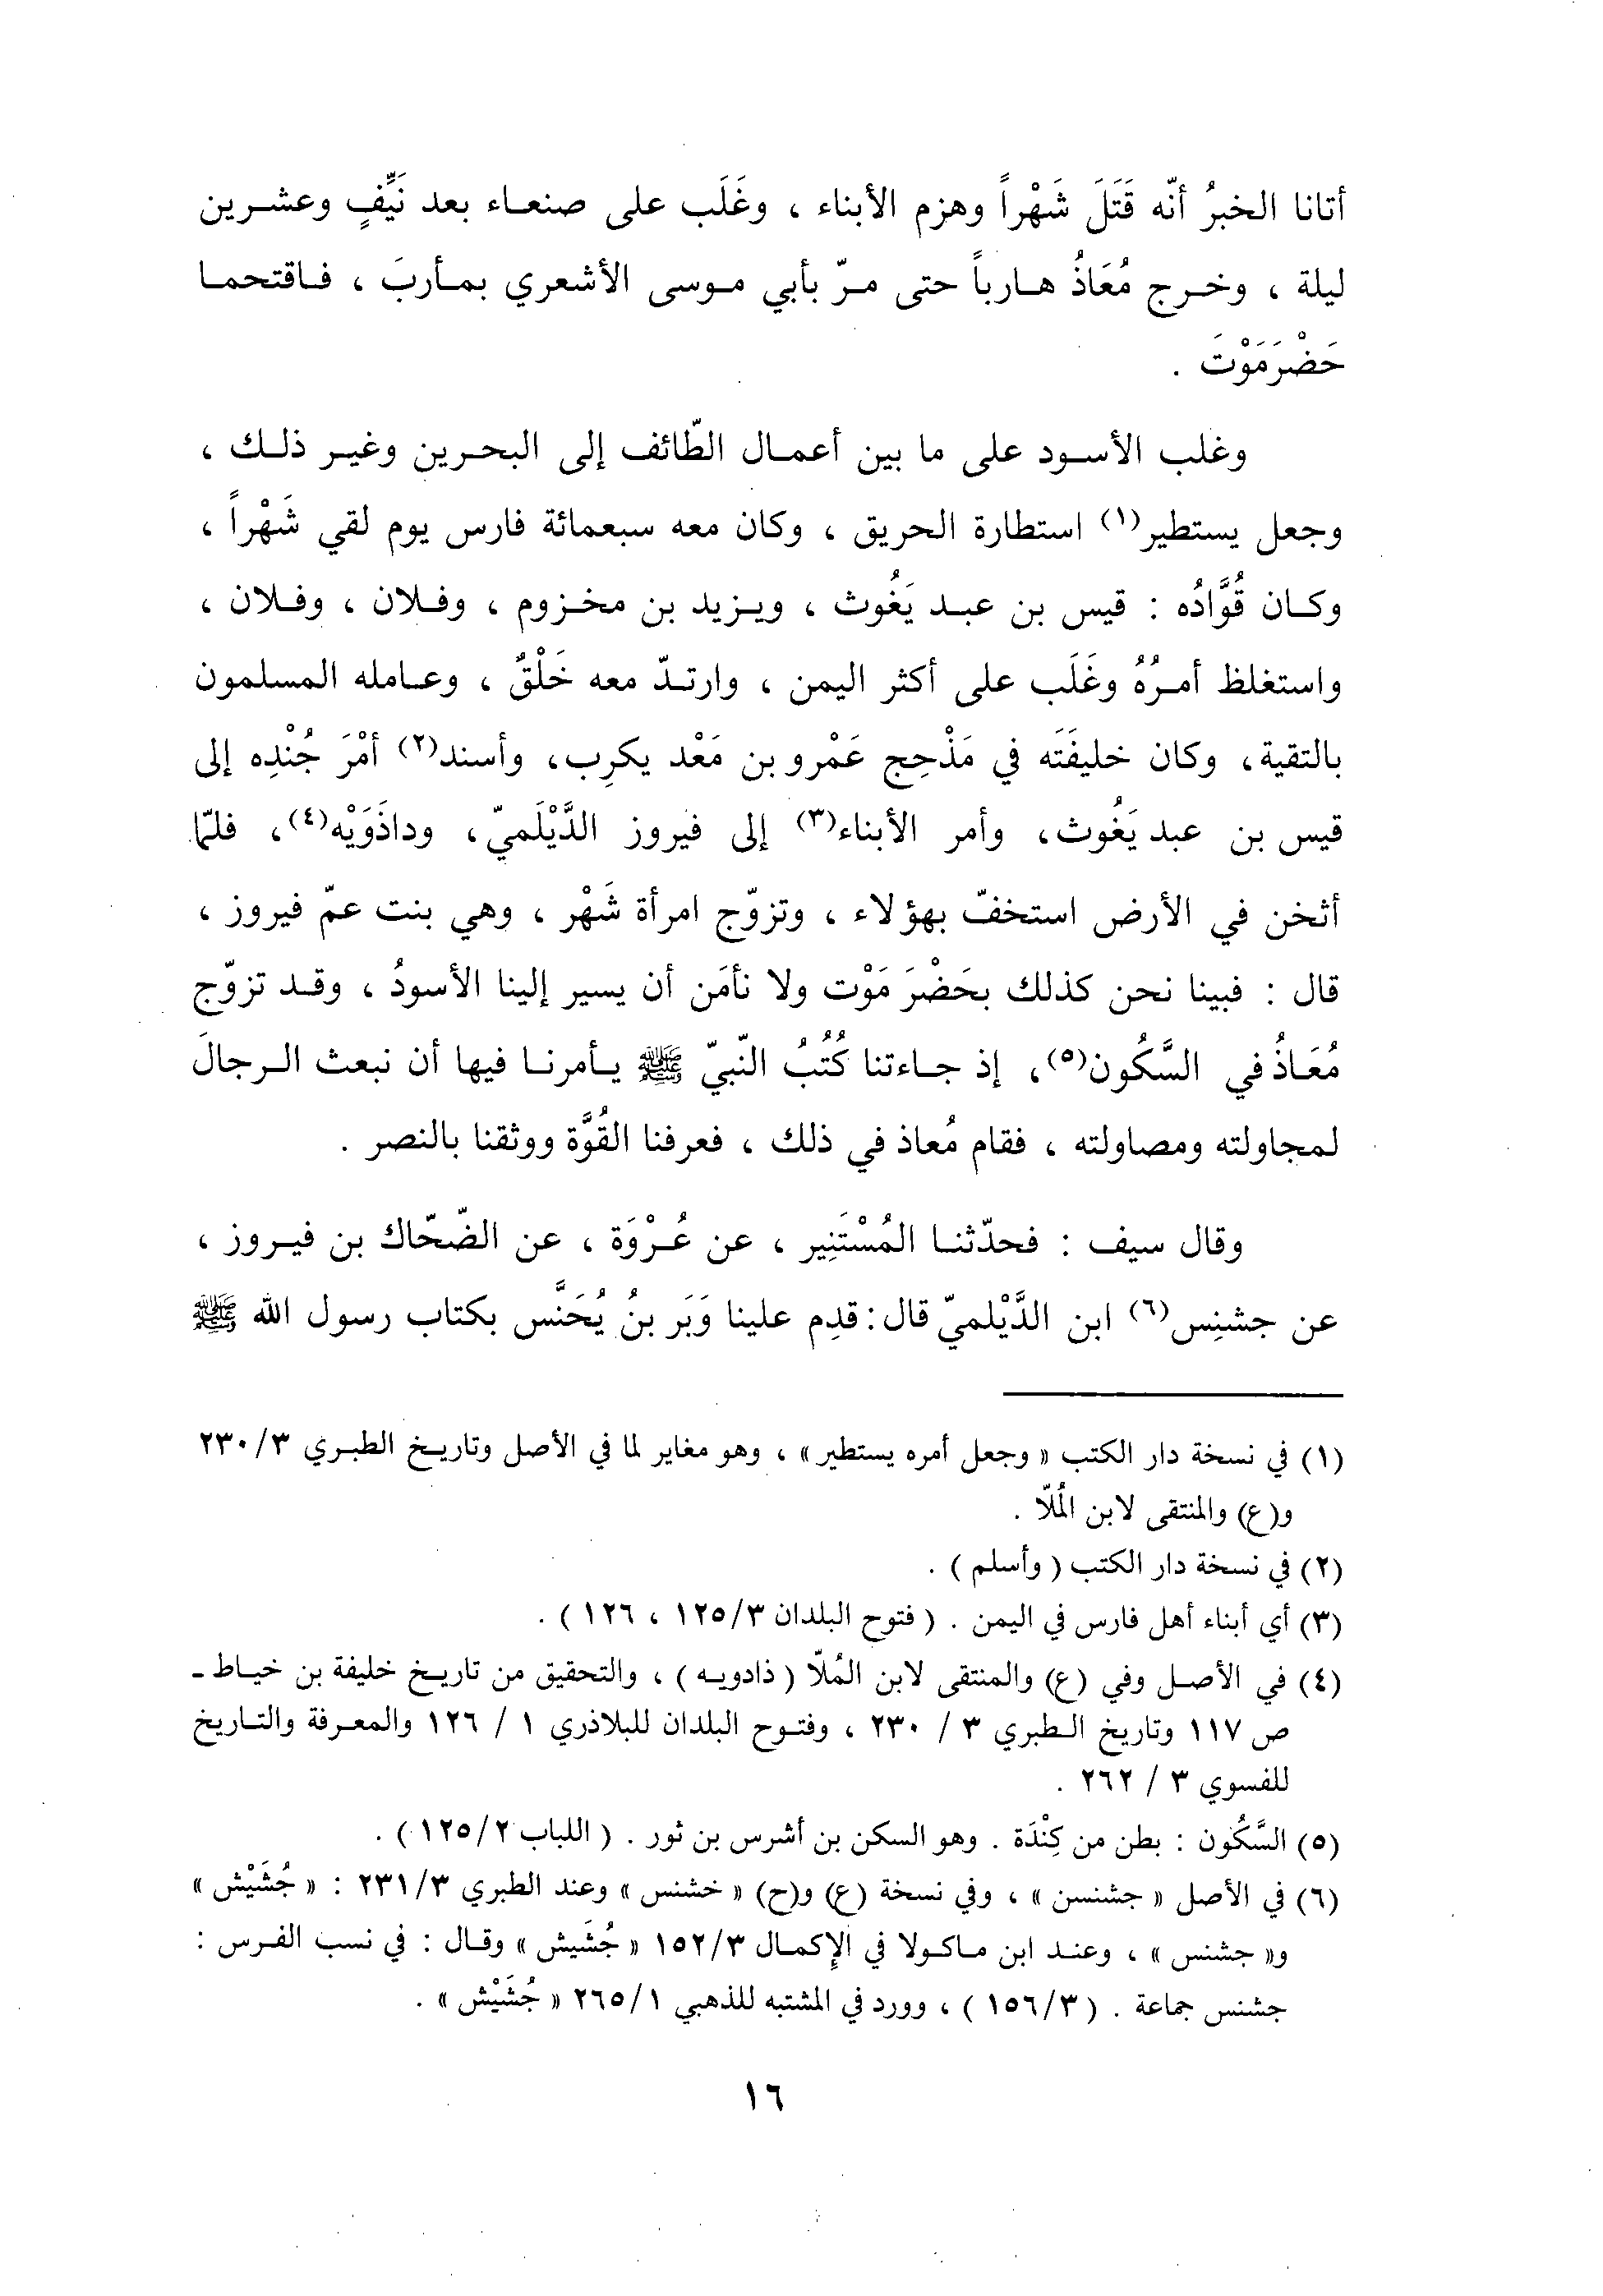 أتانا الخبرُ أنّه قَتَلَ شَهْراً وهزم الأبناء ، وغَلَب على صنعاء بعد نَيِّفٍ وعشرين
ليلة ، وخرج مُعَاذُ هارباً حتى مرّ بأبي موسى الأشعري بمأربَ ، فاقتحما
حَضْرَمَوْتَ .
وغلب الأسود على ما بين أعمال الطّائف إلى البحرين وغير ذلك ،
وجعل يستطير(١) استطارة الحريق ، وكان معه سبعمائة فارس يوم لقي شَهْراً ،
وكان قُوَّادُه : قيس بن عبد يَغُوث ، ويزيد بن مخزوم ، وفلان ، وفلان ،
واستغلظ أمرُهُ وغَلَب على أكثر اليمن ، وارتدّ معه خَلْقٌ ، وعامله المسلمون
بالتقية، وكان خليفَتَه في مَذْحِج عَمْرو بن مَعْد يكرِب، وأسند(٢) أمْرَ جُنْدِه إلى
قيس بن عبد يَغُوث، وأمر الأبناء(٣) إلى فيروز الدَّيْلَميّ، وداذَوَيْه(٤)، فلمّا
أثخن في الأرض استخفّ بهؤلاء ، وتزوّج امرأة شَهْر ، وهي بنت عمّ فيروز ،
قال : فبينا نحن كذلك بحَضْرَمَوْت ولا نأمَن أن يسير إلينا الأسودُ ، وقد تزوّج
مُعَاذُ في السَّكُون(٥)، إذ جاءتنا كُتُبُ النّبيّ ﷺ يأمرنا فيها أن نبعث الرجالَ
لمجاولته ومصاولته ، فقام مُعاذ في ذلك ، فعرفنا القُوَّة ووثقنا بالنصر .
وقال سيف : فحدّثنا المُسْتَنِير ، عن عُرْوَة ، عن الضّحّاك بن فيروز ،
عن جشنِس(٦) ابن الدَّيْلميّ قال : قدِم علينا وَبَر بنُ يُحَنَّس بكتاب رسول الله ﷺ
(١) في نسخة دار الكتب « وجعل أمره يستطير » ، وهو مغاير لما في الأصل وتاريخ الطبري ٢٣٠/٣
و(ع) والمنتقى لابن المُلّا .
(٢) في نسخة دار الكتب ( وأسلم ) .
(٣) أي أبناء أهل فارس في اليمن . ( فتوح البلدان ١٢٥/٣ ، ١٢٦ ) .
(٤) في الأصل وفي (ع) والمنتقى لابن المُلّا ( ذادويه ) ، والتحقيق من تاريخ خليفة بن خياط ـ
ص ١١٧ وتاريخ الطبري ٣ / ٢٣٠ ، وفتوح البلدان للبلاذري ١ / ١٢٦ والمعرفة والتاريخ
للفسوي ٣ / ٢٦٢ .
(٥) السَّكُون : بطن من كِنْدَة . وهو السكن بن أشرس بن ثور . ( اللباب ١٢٥/٢ ) .
(٦) في الأصل « جشنسن » ، وفي نسخة (ع) و(ح) « خشنس » وعند الطبري ٢٣١/٣ : « جُشَيْش »
و« جشنس » ، وعند ابن ماكولا في الإكمال ١٥٢/٣ « جُشَيش » وقال : في نسب الفرس :
جشنس جماعة . ( ١٥٦/٣ ) ، وورد في المشتبه للذهبي ٢٦٥/١ « جُشَيْش » .
١٦